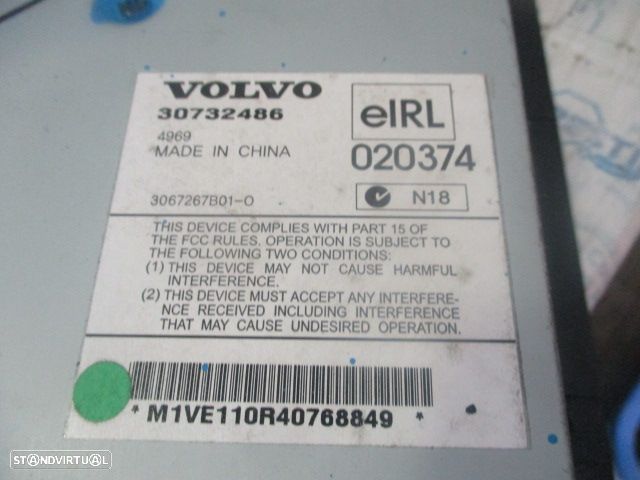 VOLVO
30732486
4969
MADE IN CHINA
3067267B01-O
eIRL
020374
N18
THIS DEVICE COMPLIES WITH PART 15 OF
THE FCC RULES. OPERATION IS SUBJECT TO
THE FOLLOWING TWO CONDITIONS:
(1) THIS DEVICE MAY NOT CAUSE HARMFUL
INTERFERENCE.
(2) THIS DEVICE MUST ACCEPT ANY INTERFERE-
NCE RECEIVED INCLUDING INTERFERENCE
THAT MAY CAUSE UNDESIRED OPERATION.
* M1VE110R40768849 *
STANDVIRTUAL